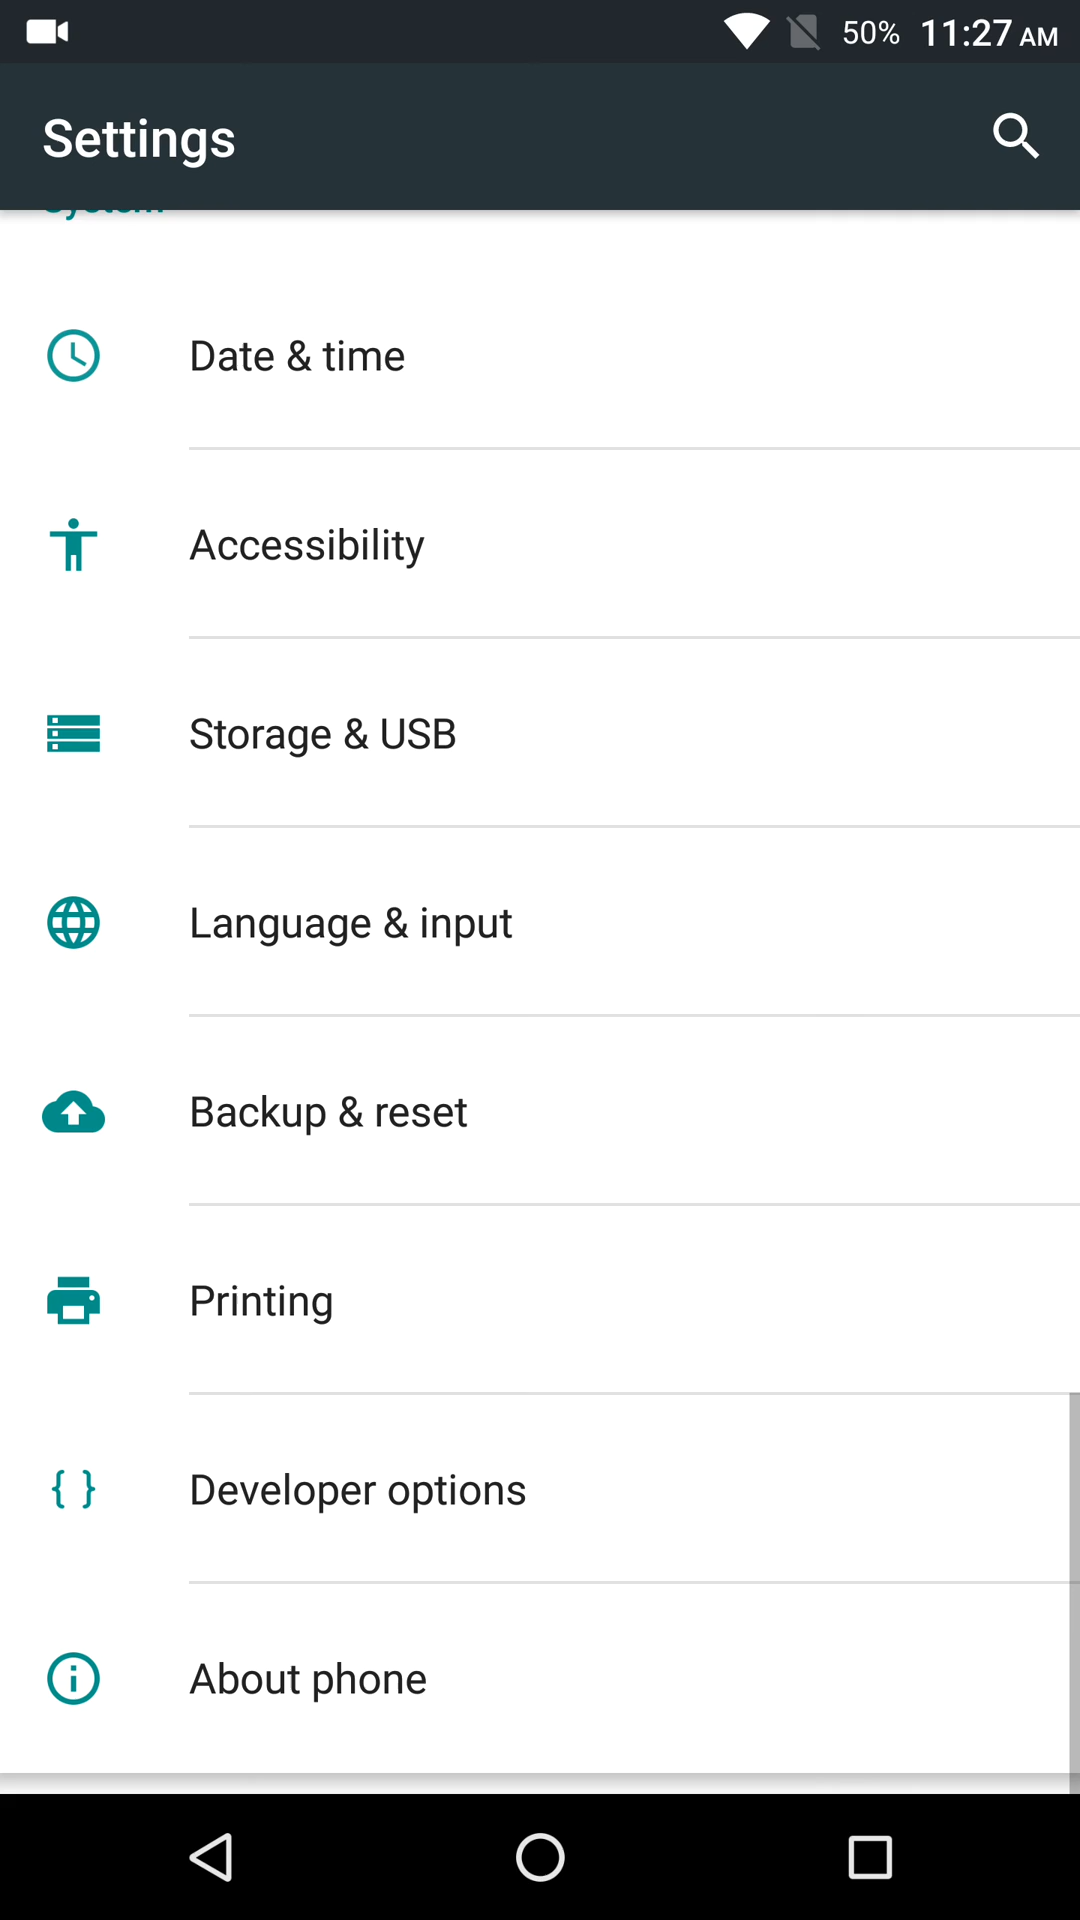 50% 11:27 AM
Settings
System
Date & time
Accessibility
Storage & USB
Language & input
Backup & reset
Printing
{ } Developer options
About phone